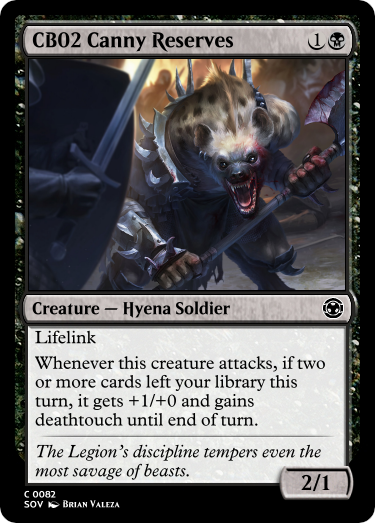 CB02 Canny Reserves 1
Creature — Hyena Soldier
Lifelink
Whenever this creature attacks, if two
or more cards left your library this
turn, it gets +1/+0 and gains
deathtouch until end of turn.
The Legion's discipline tempers even the
most savage of beasts.
2/1
C 0082
SOV Brian Valeza